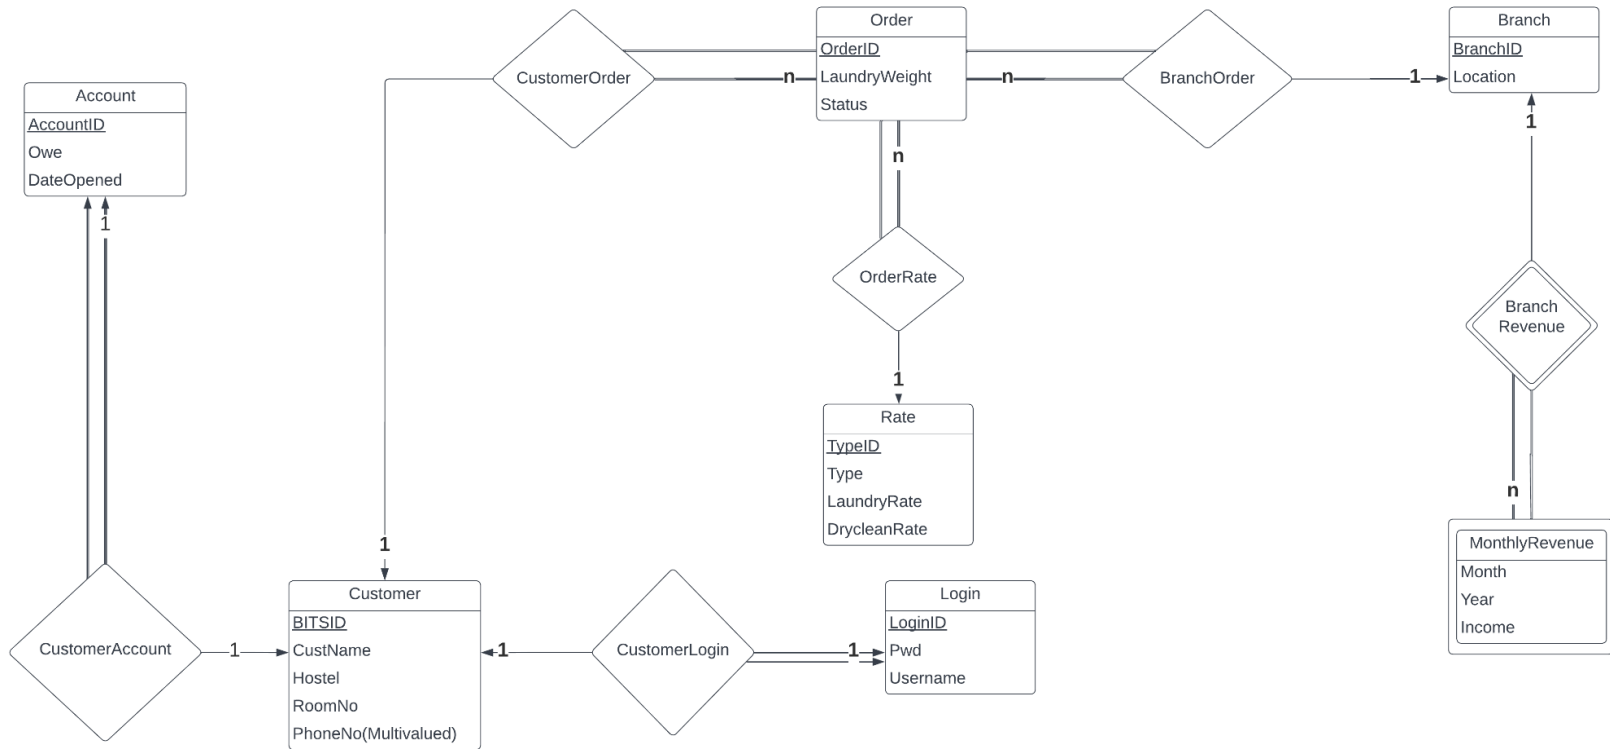 Order
OrderID
LaundryWeight
Status
CustomerOrder
n
n
BranchOrder
1
Branch
BranchID
Location
Account
AccountID
Owe
DateOpened
1
n
1
OrderRate
Branch
Revenue
1
Rate
TypeID
Type
LaundryRate
DrycleanRate
n
MonthlyRevenue
Month
Year
Income
1
Customer
BITSID
CustName
Hostel
RoomNo
PhoneNo(Multivalued)
CustomerAccount
1
1
CustomerLogin
1
Login
LoginID
Pwd
Username